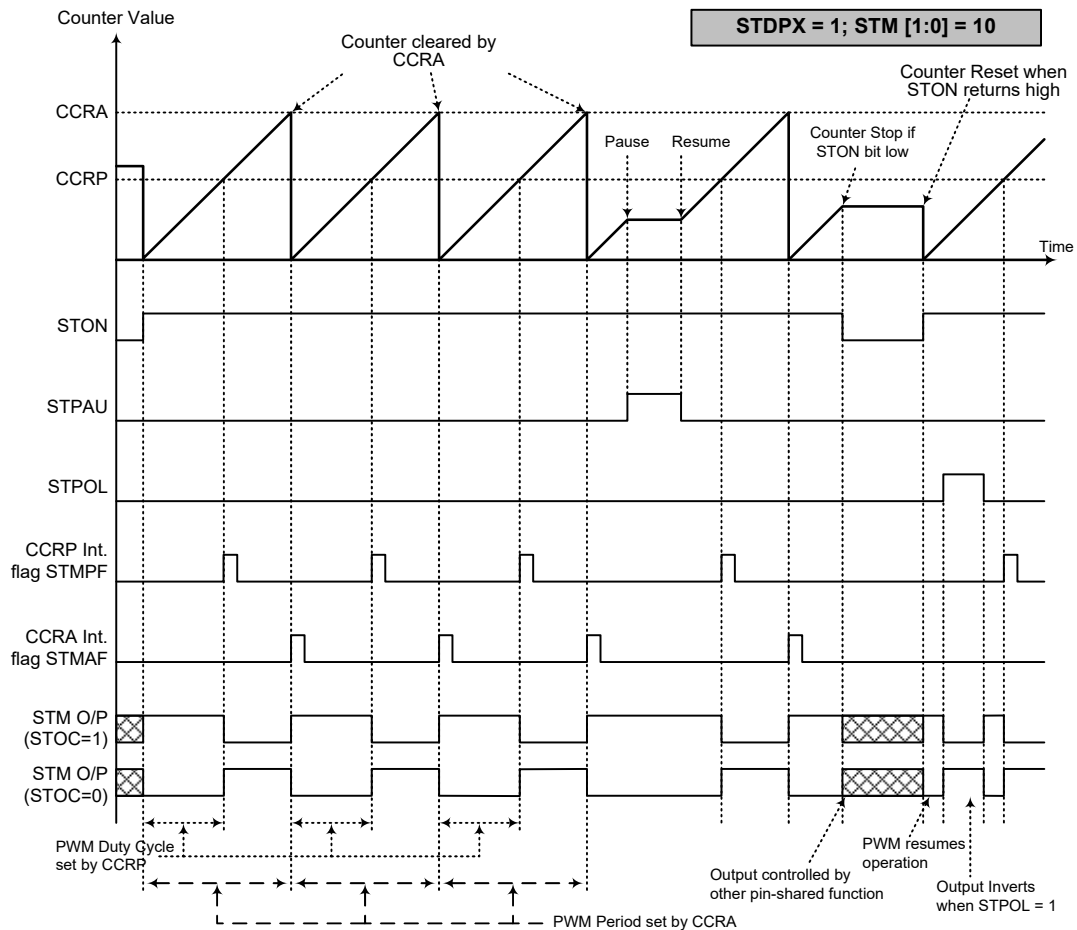 Counter Value
STDPX = 1; STM [1:0] = 10
Counter cleared by
CCRA
Counter Reset when
STON returns high
CCRA
Pause
Resume
Counter Stop if
STON bit low
CCRP
Time
STON
STPAU
STPOL
CCRP Int.
flag STMPF
CCRA Int.
flag STMAF
STM O/P
(STOC=1)
STM O/P
(STOC=0)
PWM Duty Cycle
set by CCRP
Output controlled by
other pin-shared function
PWM resumes
operation
Output Inverts
when STPOL = 1
PWM Period set by CCRA